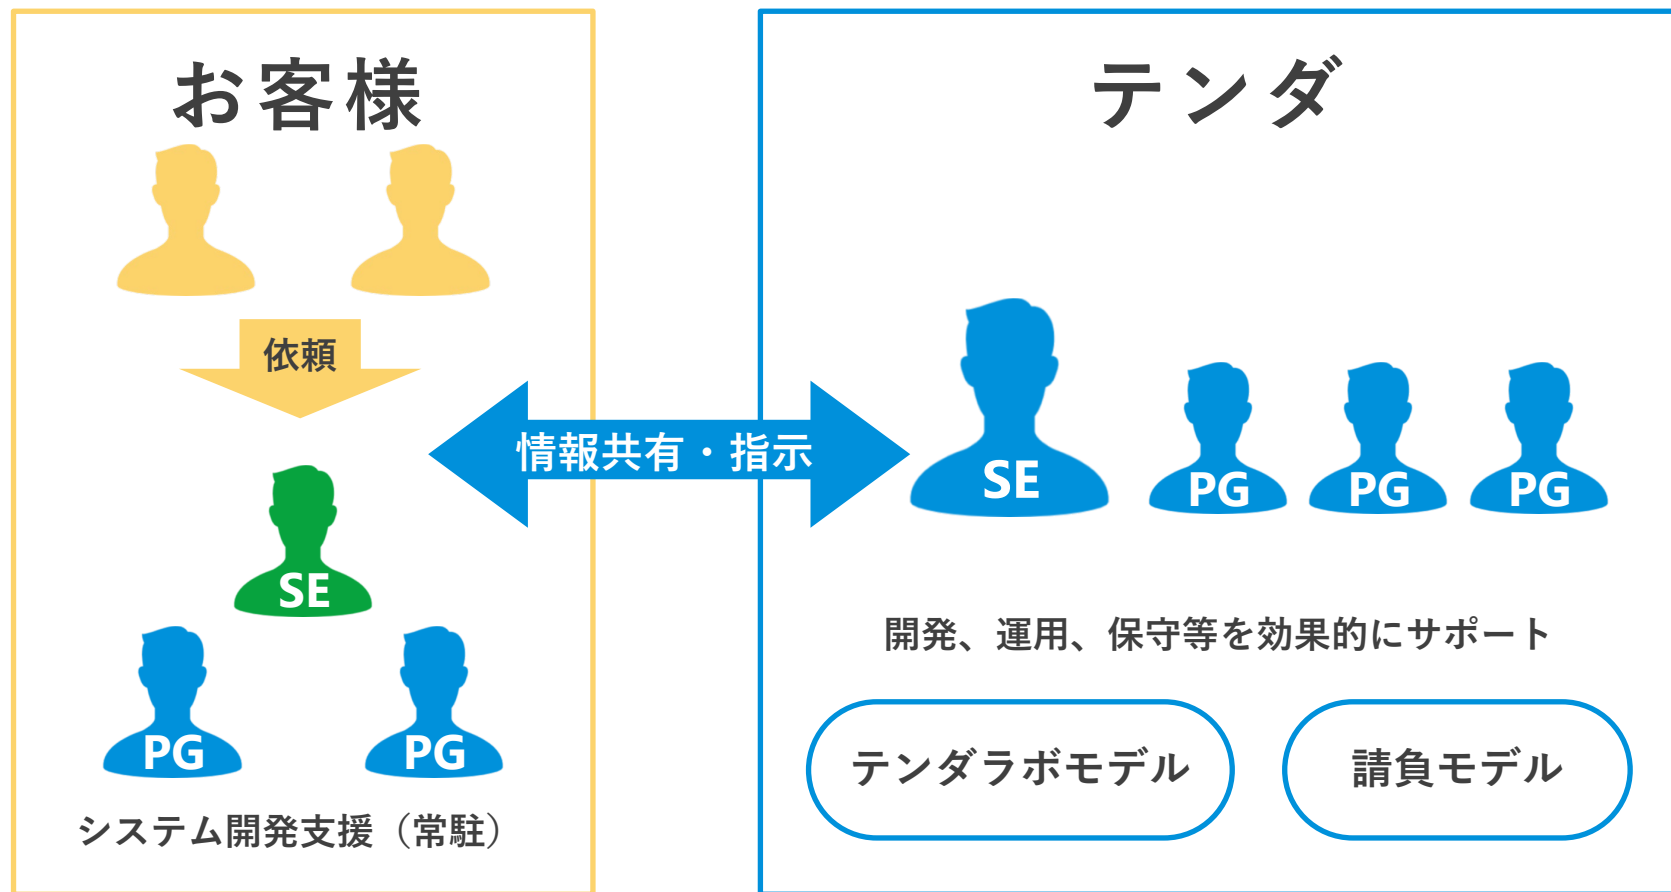 お客様
依頼
SE
PG
PG
システム開発支援（常駐）
情報共有・指示
テンダ
SE
PG
PG
PG
開発、運用、保守等を効果的にサポート
テンダラボモデル
請負モデル